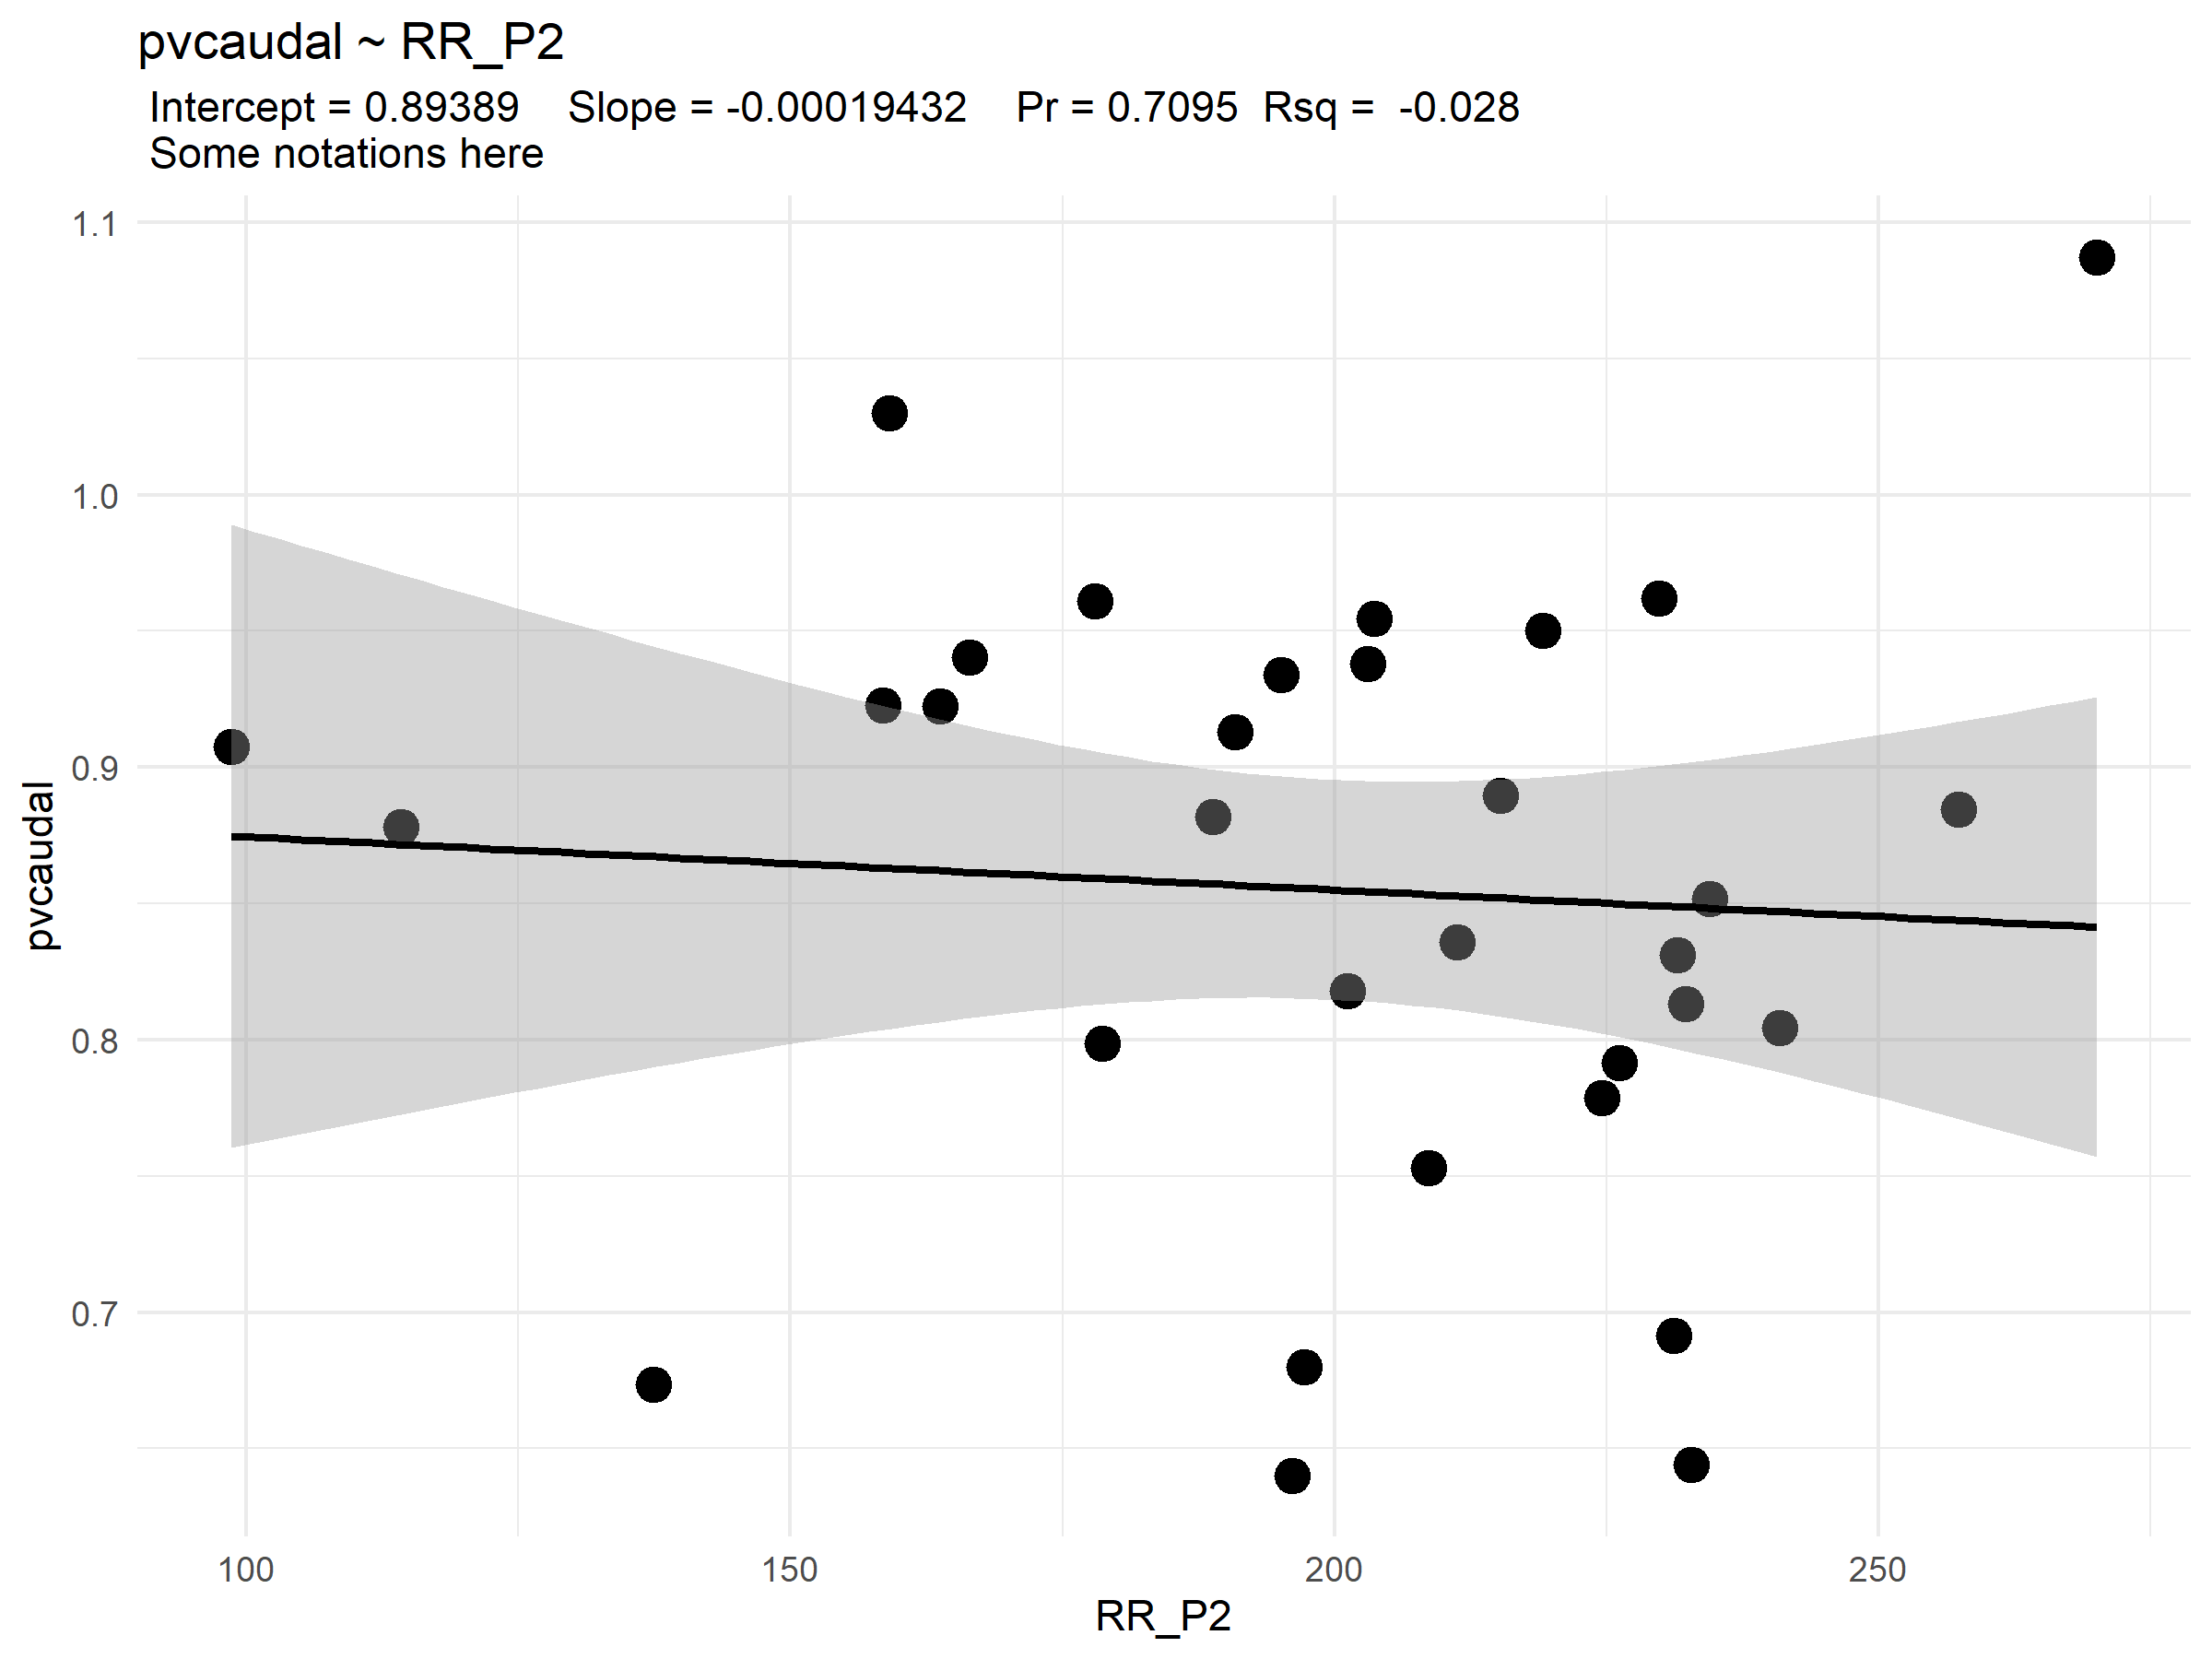 pvcaudal ~ RR_P2
Intercept = 0.89389 Slope = -0.00019432 Pr = 0.7095 Rsq = -0.028
Some notations here
1.1
1.0
0.9
0.8
0.7
pvcaudal
100 150 200 250
RR_P2